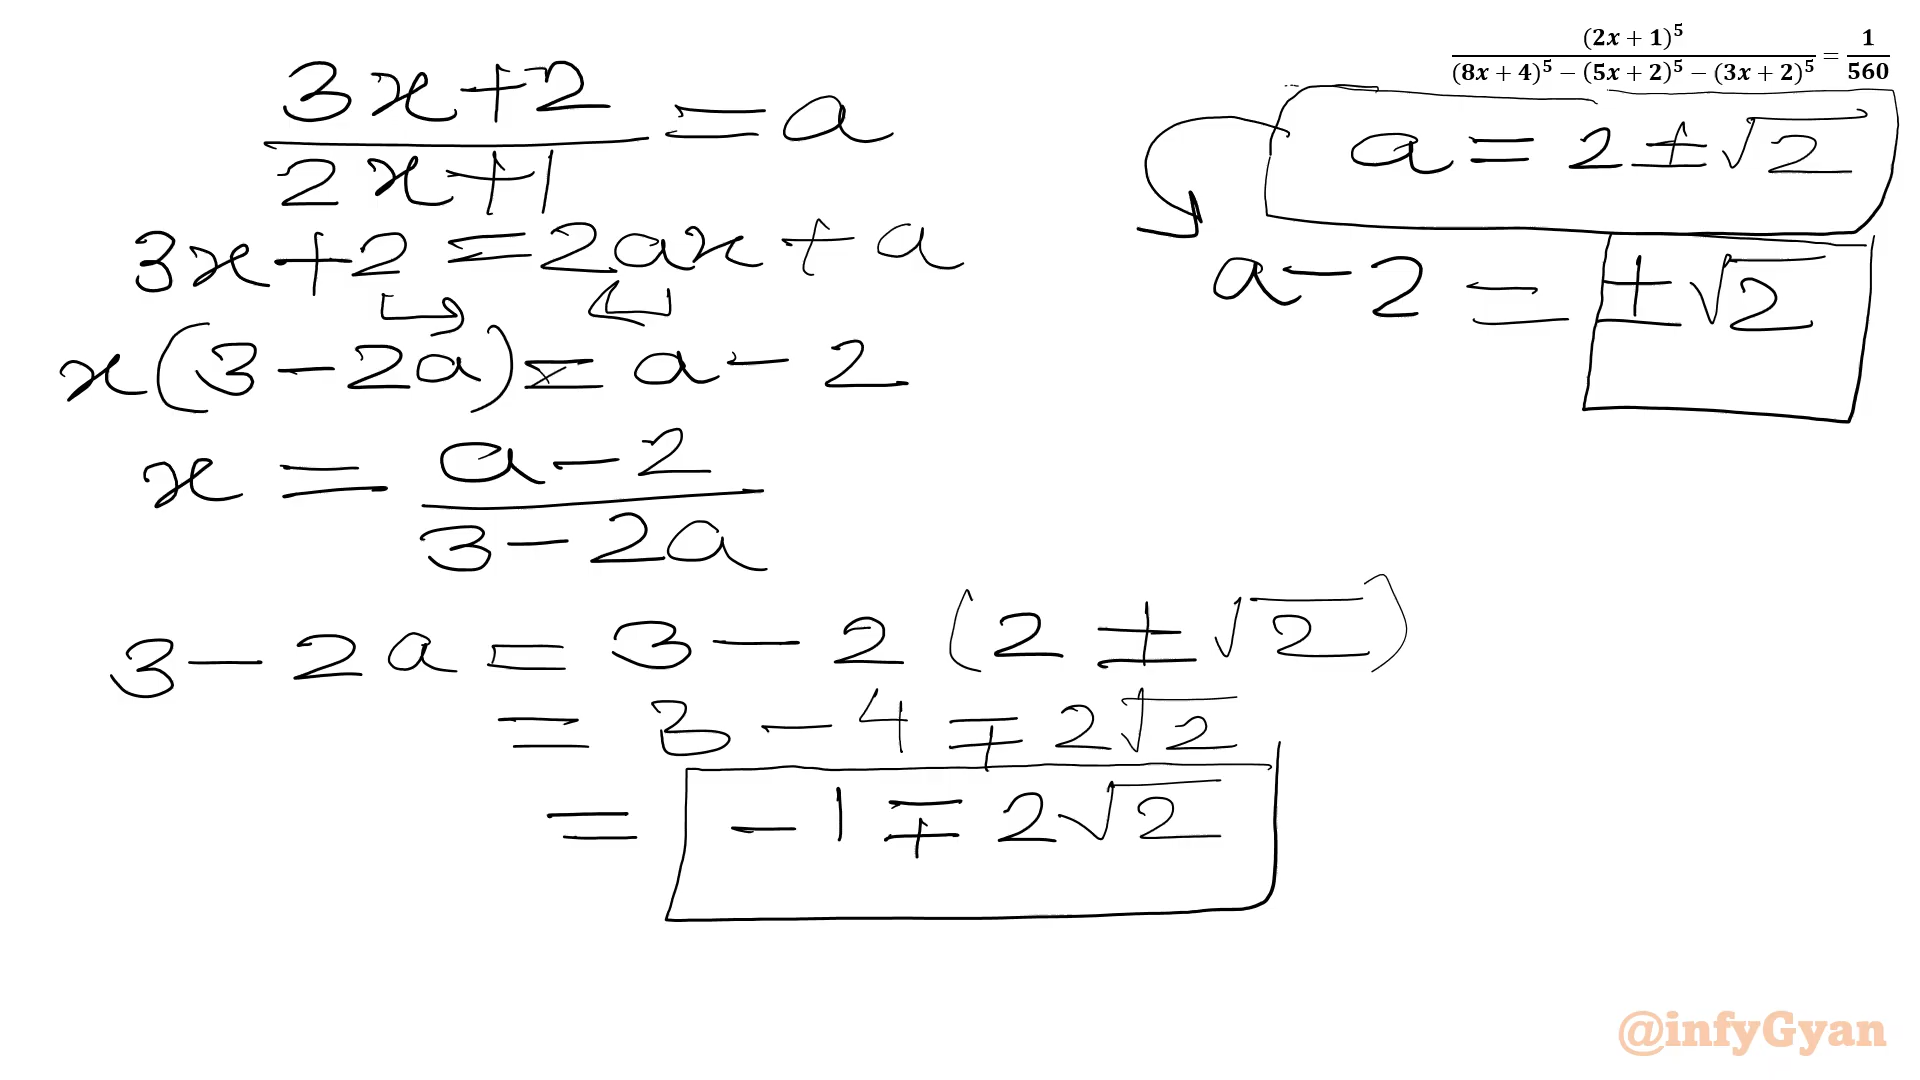 (2x + 1)⁵ / ((8x + 4)⁵ − (5x + 2)⁵ − (3x + 2)⁵) = 1/560
(3x+2)/(2x+1) = a
a = 2 ± √2
3x+2 = 2ax + a
a − 2 = ± √2
x(3 − 2a) = a − 2
x = (a − 2)/(3 − 2a)
3 − 2a = 3 − 2(2 ± √2)
= 3 − 4 ∓ 2√2
= − 1 ∓ 2√2
@infyGyan